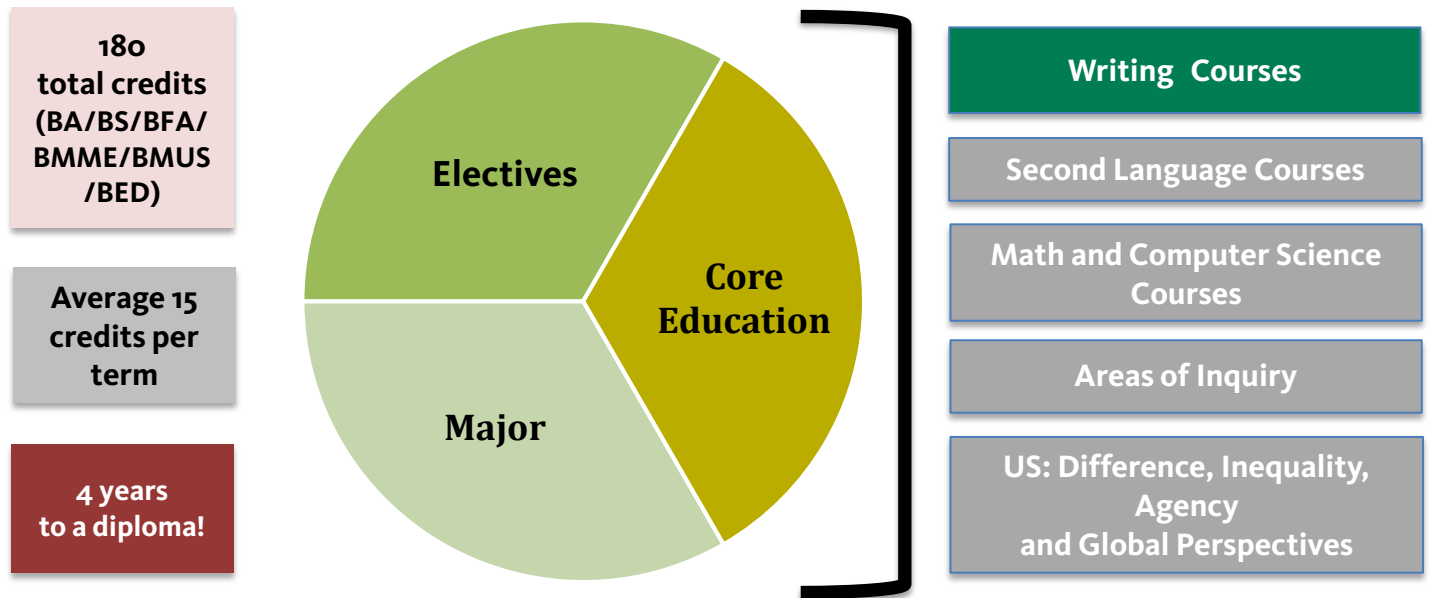 180
total credits
(BA/BS/BFA/
BMME/BMUS
/BED)
Average 15
credits per
term
4 years
to a diploma!
Electives
Core
Education
Major
Writing Courses
Second Language Courses
Math and Computer Science
Courses
Areas of Inquiry
US: Difference, Inequality,
Agency
and Global Perspectives